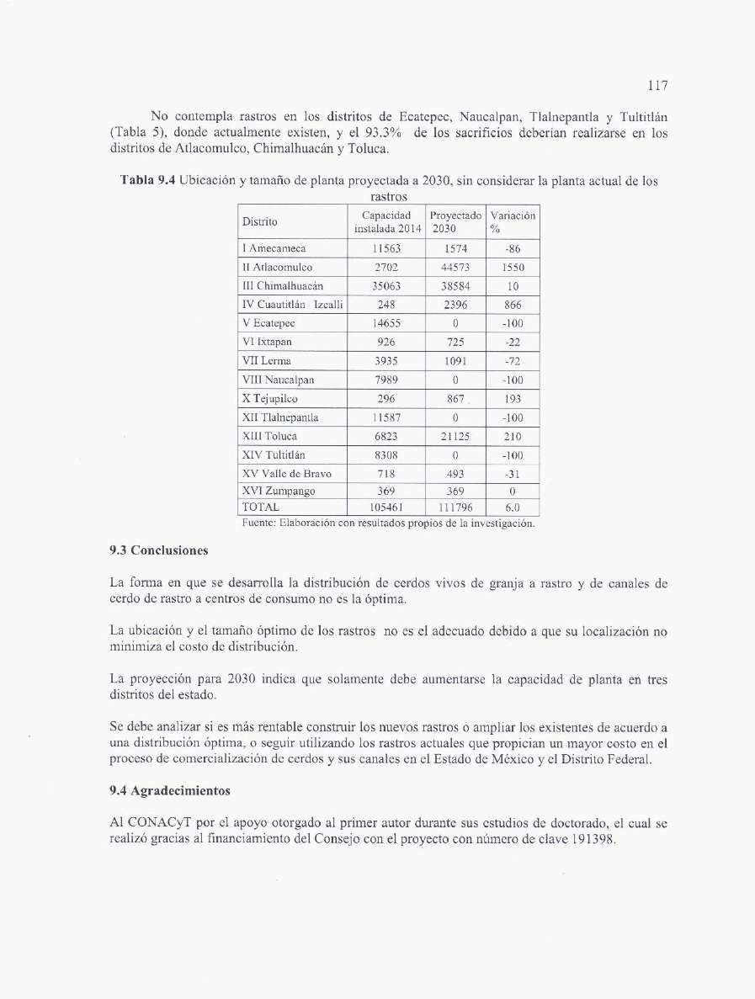 117
No contempla rastros en los distritos de Ecatepec, Naucalpan, Tlalnepantla y Tultitlán
(Tabla 5), donde actualmente existen, y el 93.3% de los sacrificios deberían realizarse en los
distritos de Atlacomulco, Chimalhuacán y Toluca.
Tabla 9.4 Ubicación y tamaño de planta proyectada a 2030, sin considerar la planta actual de los
rastros
Distrito Capacidad instalada 2014 Proyectado 2030 Variación %
I Amecameca 11563 1574 -86
II Atlacomulco 2702 44573 1550
III Chimalhuacán 35063 38584 10
IV Cuautitlán Izcalli 248 2396 866
V Ecatepec 14655 0 -100
VI Ixtapan 926 725 -22
VII Lerma 3935 1091 -72
VIII Naucalpan 7989 0 -100
X Tejupilco 296 867 193
XII Tlalnepantla 11587 0 -100
XIII Toluca 6823 21125 210
XIV Tultitlán 8308 0 -100
XV Valle de Bravo 718 493 -31
XVI Zumpango 369 369 0
TOTAL 105461 111796 6.0
Fuente: Elaboración con resultados propios de la investigación.
9.3 Conclusiones
La forma en que se desarrolla la distribución de cerdos vivos de granja a rastro y de canales de
cerdo de rastro a centros de consumo no es la óptima.
La ubicación y el tamaño óptimo de los rastros no es el adecuado debido a que su localización no
minimiza el costo de distribución.
La proyección para 2030 indica que solamente debe aumentarse la capacidad de planta en tres
distritos del estado.
Se debe analizar si es más rentable construir los nuevos rastros o ampliar los existentes de acuerdo a
una distribución óptima, o seguir utilizando los rastros actuales que propician un mayor costo en el
proceso de comercialización de cerdos y sus canales en el Estado de México y el Distrito Federal.
9.4 Agradecimientos
Al CONACyT por el apoyo otorgado al primer autor durante sus estudios de doctorado, el cual se
realizó gracias al financiamiento del Consejo con el proyecto con número de clave 191398.